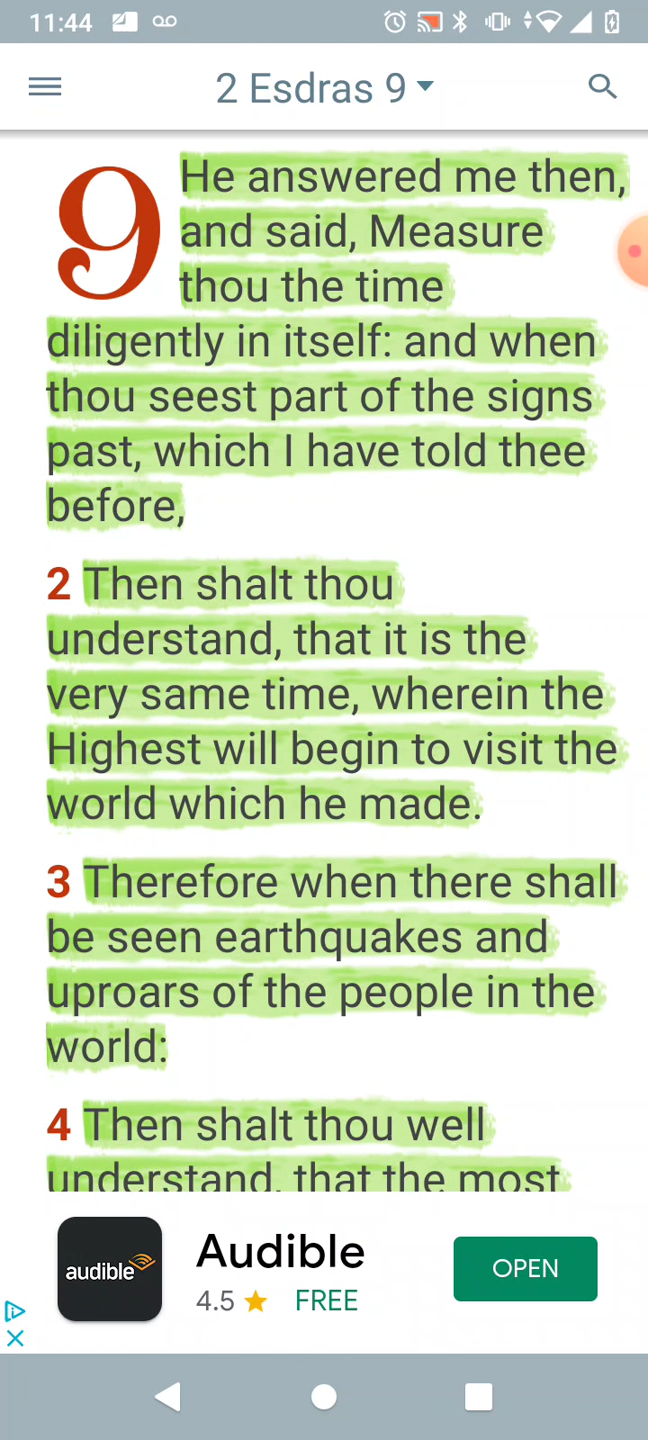 11:44
2 Esdras 9
9 He answered me then,
and said, Measure
thou the time
diligently in itself: and when
thou seest part of the signs
past, which I have told thee
before,
2 Then shalt thou
understand, that it is the
very same time, wherein the
Highest will begin to visit the
world which he made.
3 Therefore when there shall
be seen earthquakes and
uproars of the people in the
world:
4 Then shalt thou well
understand, that the most
audible
Audible
4.5 ★ FREE
OPEN